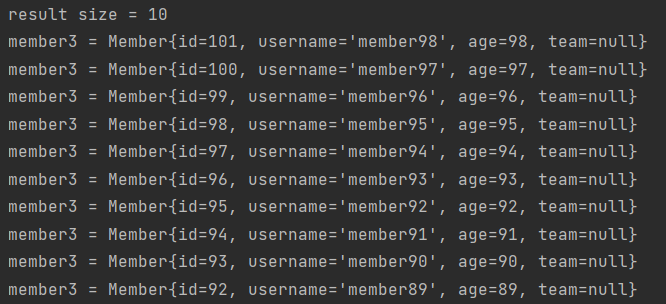 result size = 10
member3 = Member{id=101, username='member98', age=98, team=null}
member3 = Member{id=100, username='member97', age=97, team=null}
member3 = Member{id=99, username='member96', age=96, team=null}
member3 = Member{id=98, username='member95', age=95, team=null}
member3 = Member{id=97, username='member94', age=94, team=null}
member3 = Member{id=96, username='member93', age=93, team=null}
member3 = Member{id=95, username='member92', age=92, team=null}
member3 = Member{id=94, username='member91', age=91, team=null}
member3 = Member{id=93, username='member90', age=90, team=null}
member3 = Member{id=92, username='member89', age=89, team=null}